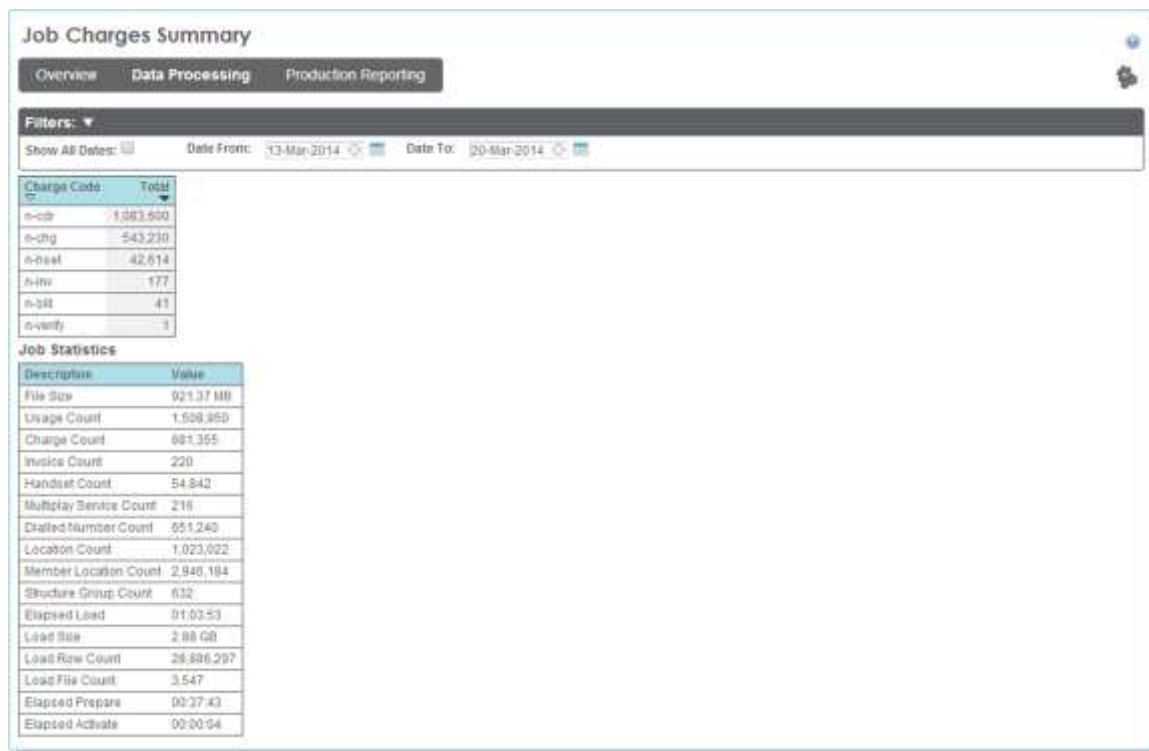 Job Charges Summary
Overview Data Processing Production Reporting
Filters:
Show All Dates: Date From: 13-Mar-2014 Date To: 20-Mar-2014
Charge Code Total
n-cdr 1,083,600
n-chg 543,230
n-hset 42,614
n-inv 177
n-bill 41
n-verify 1
Job Statistics
Description Value
File Size 921.37 MB
Usage Count
Charge Count 681,355
Invoice Count 220
Handset Count 54,842
Multiplay Service Count 216
Dialled Number Count 651,240
Location Count 1,023,022
Member Location Count 2,946,184
Structure Group Count 632
Elapsed Load 01:03:53
Load Size 2.88 GB
Load Row Count 28,886,297
Load File Count 3,547
Elapsed Prepare 00:37:43
Elapsed Activate 00:00:54